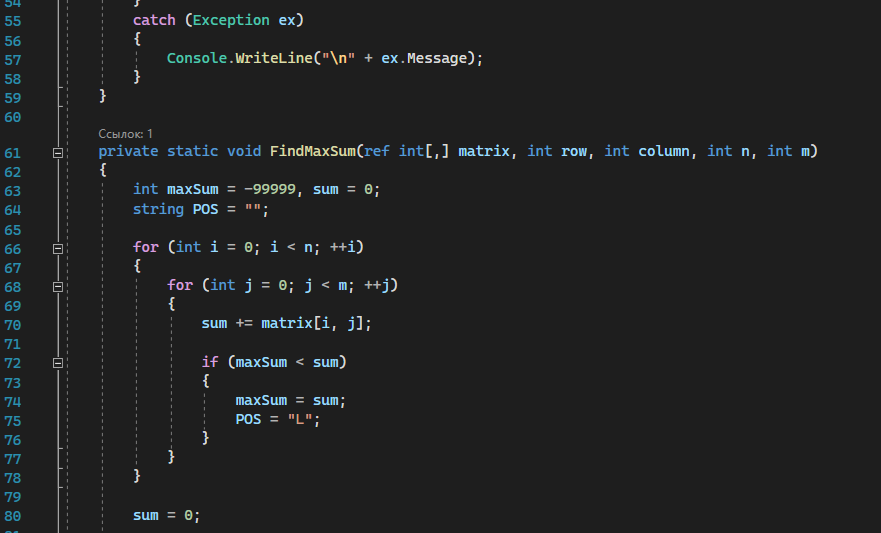 54 }
55 catch (Exception ex)
56 {
57 Console.WriteLine("\n" + ex.Message);
58 }
59 }
60
Ссылок: 1
61 private static void FindMaxSum(ref int[,] matrix, int row, int column, int n, int m)
62 {
63 int maxSum = -99999, sum = 0;
64 string POS = "";
65
66 for (int i = 0; i < n; ++i)
67 {
68 for (int j = 0; j < m; ++j)
69 {
70 sum += matrix[i, j];
71
72 if (maxSum < sum)
73 {
74 maxSum = sum;
75 POS = "L";
76 }
77 }
78 }
79
80 sum = 0;